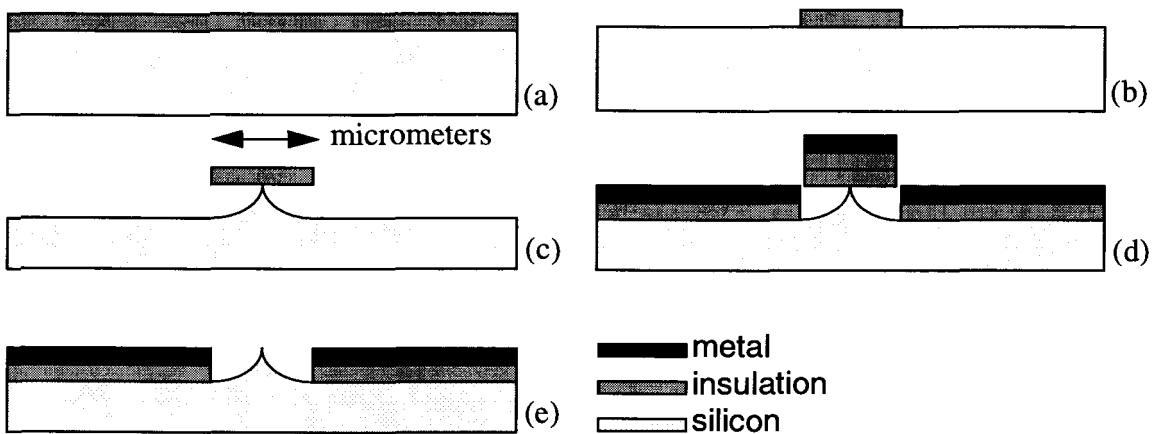 (a)
(b)
micrometers
(c)
(d)
(e)
metal
insulation
silicon